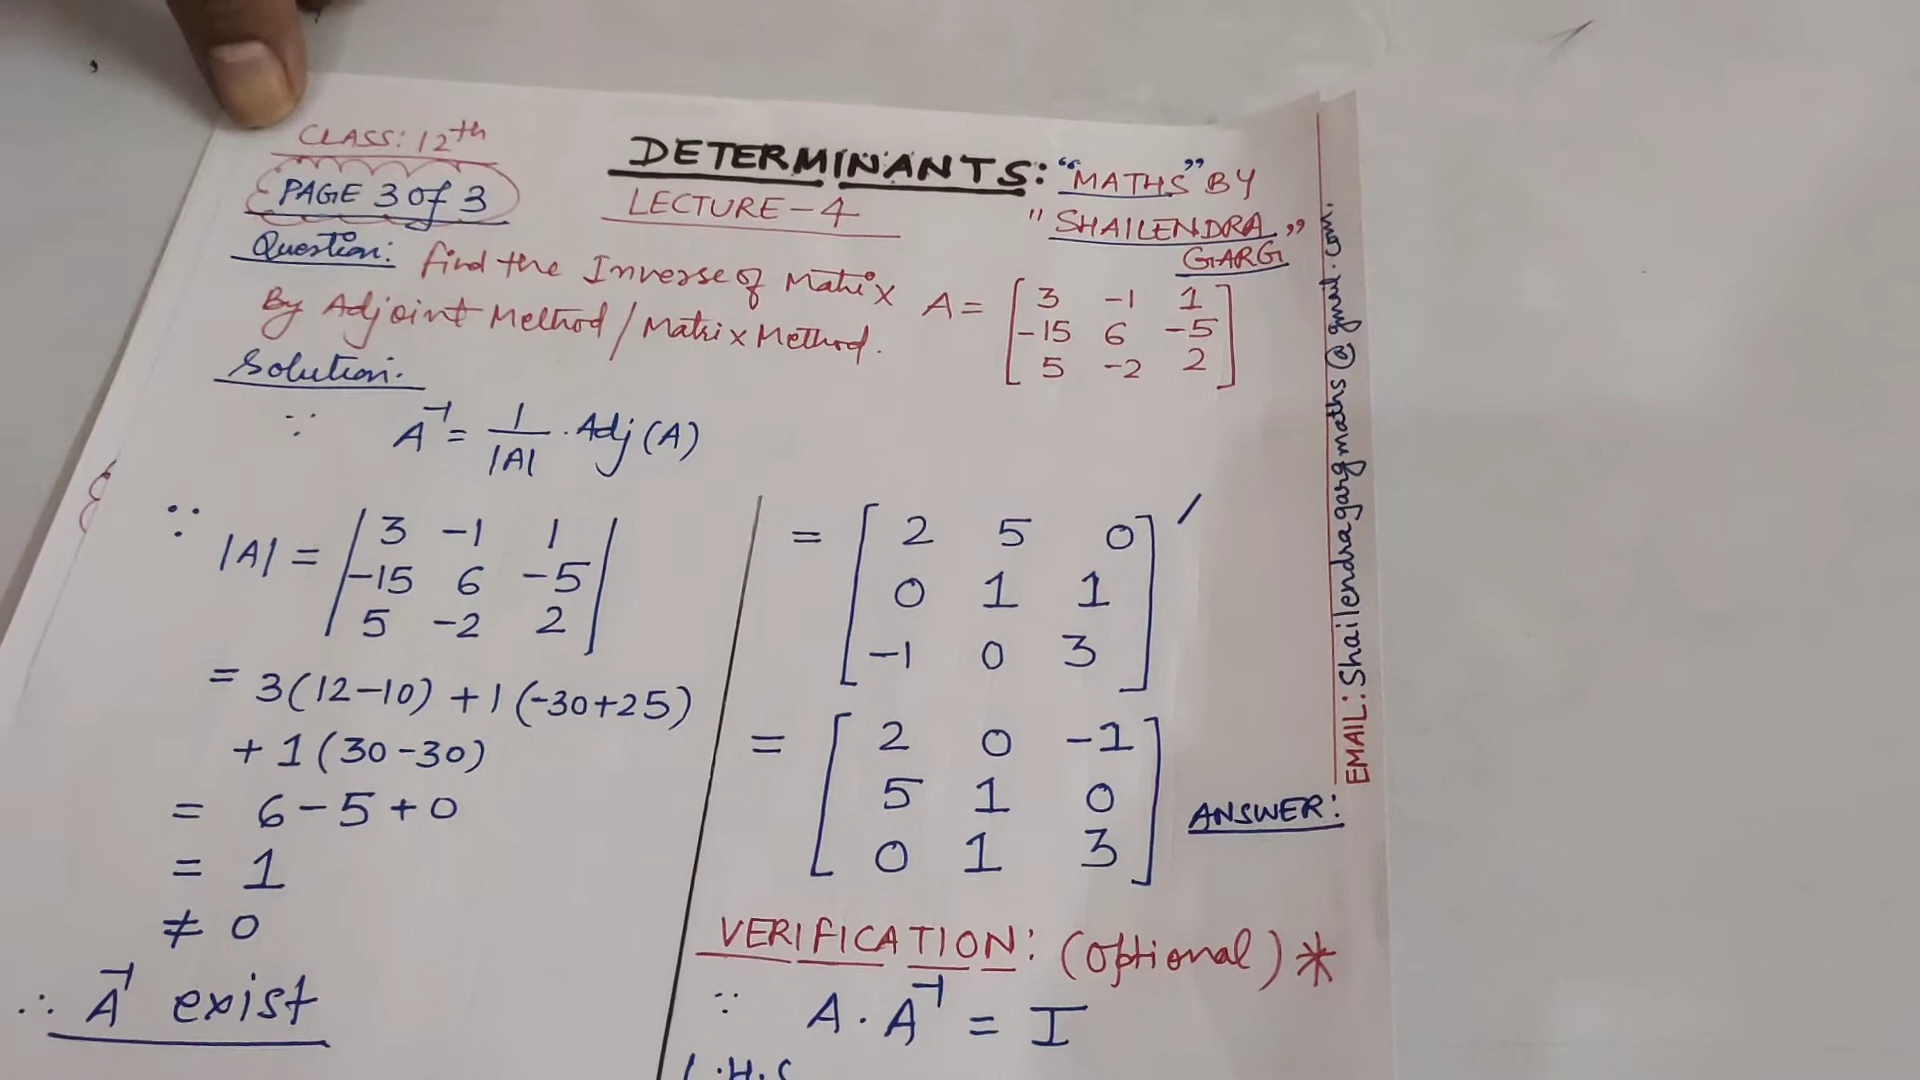 CLASS: 12th
PAGE 3 of 3
DETERMINANTS: "MATHS" BY
LECTURE-4
"SHAILENDRA"
GARG
Question: find the Inverse of Matrix
By Adjoint Method/Matrix Method.
A = [ 3 -1 1
-15 6 -5
5 -2 2 ]
Solution.
∵ A⁻¹ = 1/|A| . Adj (A)
∵ |A| = | 3 -1 1
-15 6 -5
5 -2 2 |
= 3(12-10) +1(-30+25)
+1(30-30)
= 6-5+0
= 1
≠ 0
∴ A⁻¹ exist
= [ 2 5 0
0 1 1
-1 0 3 ]′
= [ 2 0 -1
5 1 0
0 1 3 ] ANSWER:
VERIFICATION: (optional) *
∵ A.A⁻¹ = I
L.H.S
EMAIL: Shailendragargmaths@gmail.com.